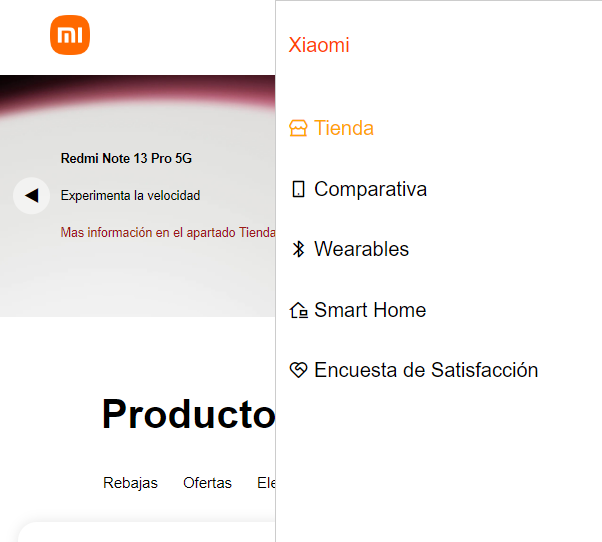 mi
Redmi Note 13 Pro 5G
Experimenta la velocidad
Mas información en el apartado Tienda
Producto
Rebajas Ofertas Ele
Xiaomi
Tienda
Comparativa
Wearables
Smart Home
Encuesta de Satisfacción